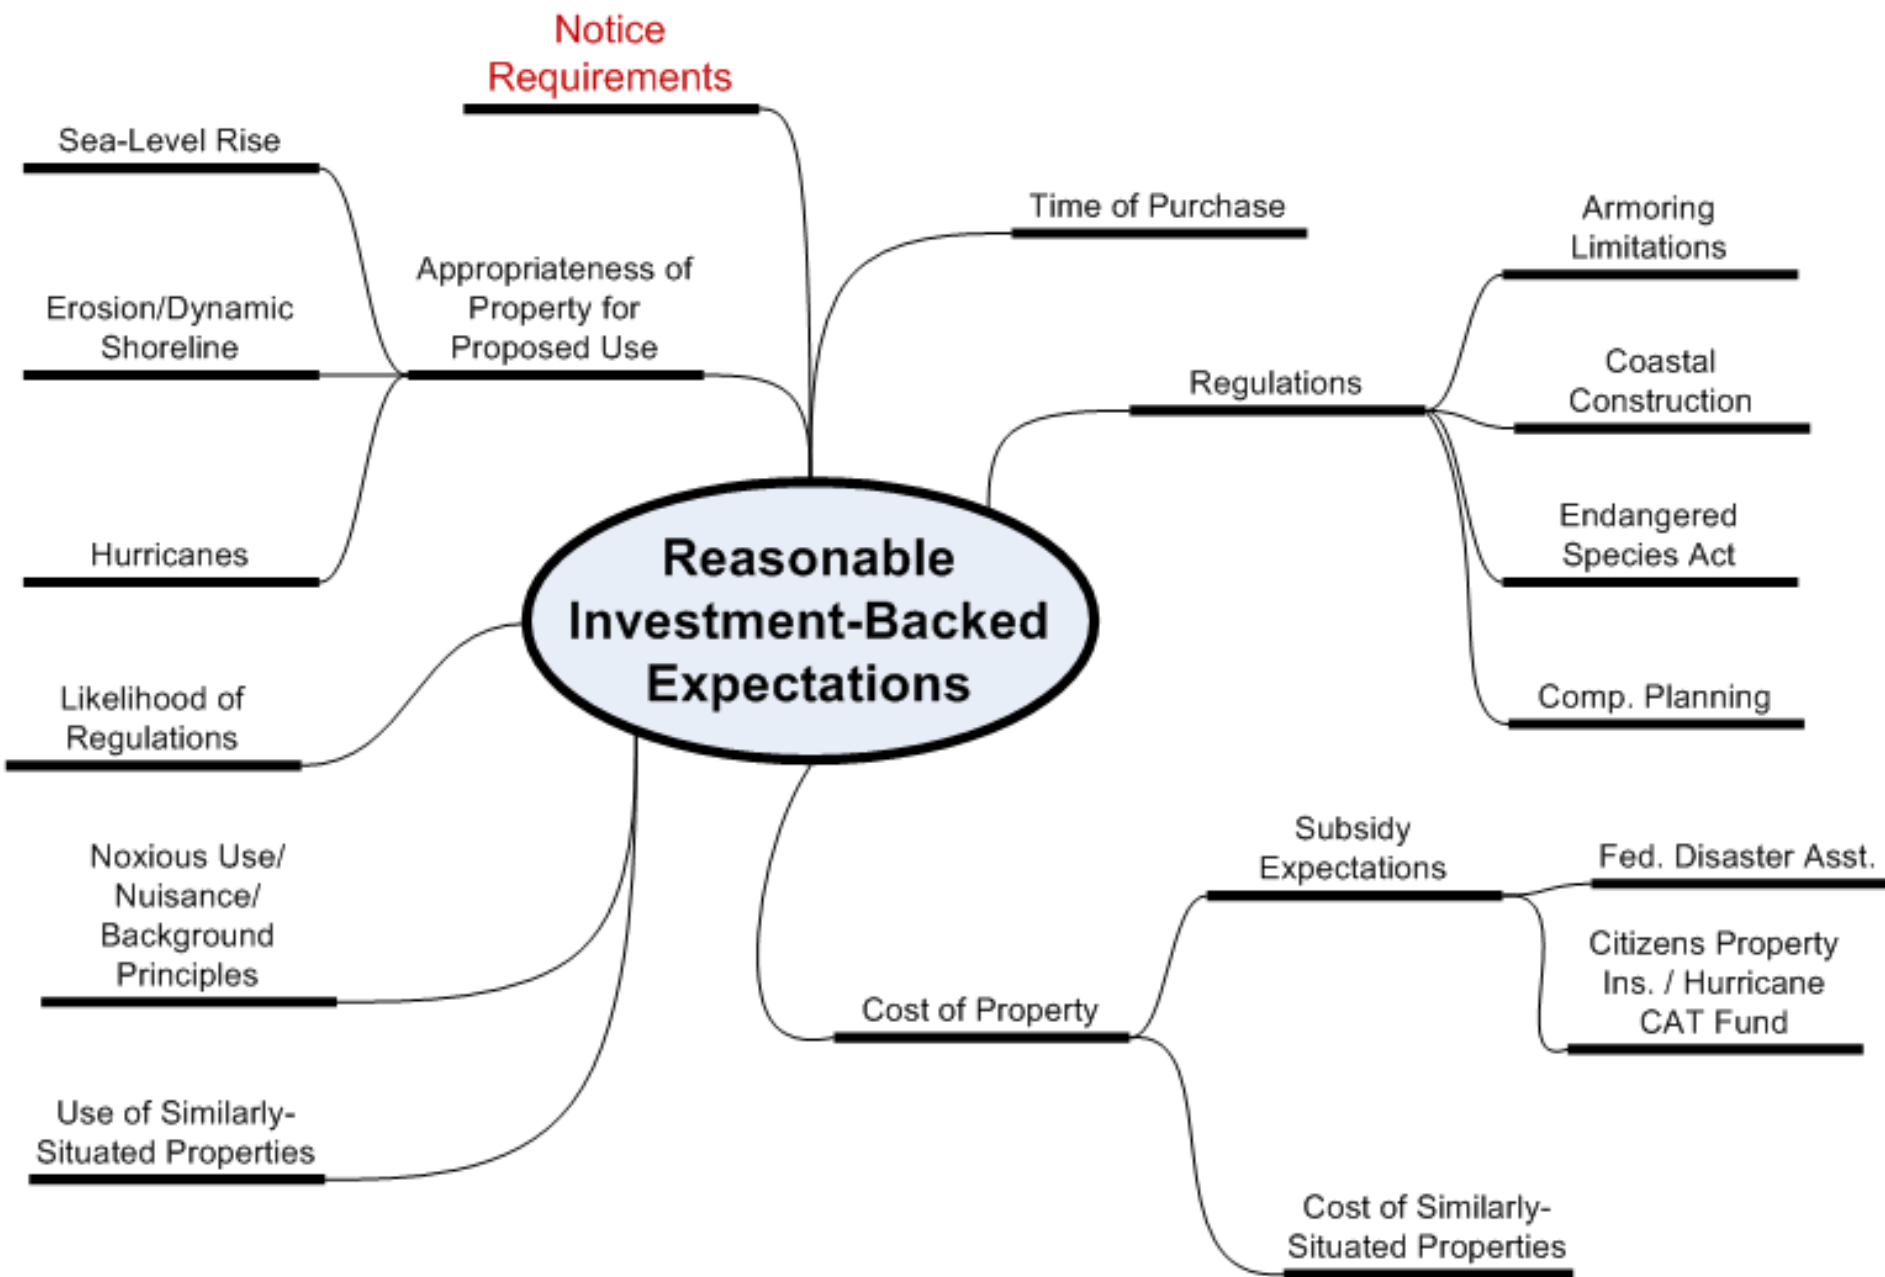 Notice
Requirements
Sea-Level Rise
Time of Purchase
Armoring
Limitations
Appropriateness of
Property for
Proposed Use
Erosion/Dynamic
Shoreline
Coastal
Construction
Regulations
Endangered
Species Act
Hurricanes
Reasonable
Investment-Backed
Expectations
Likelihood of
Regulations
Comp. Planning
Noxious Use/
Nuisance/
Background
Principles
Subsidy
Expectations
Fed. Disaster Asst.
Citizens Property
Ins. / Hurricane
CAT Fund
Cost of Property
Use of Similarly-
Situated Properties
Cost of Similarly-
Situated Properties